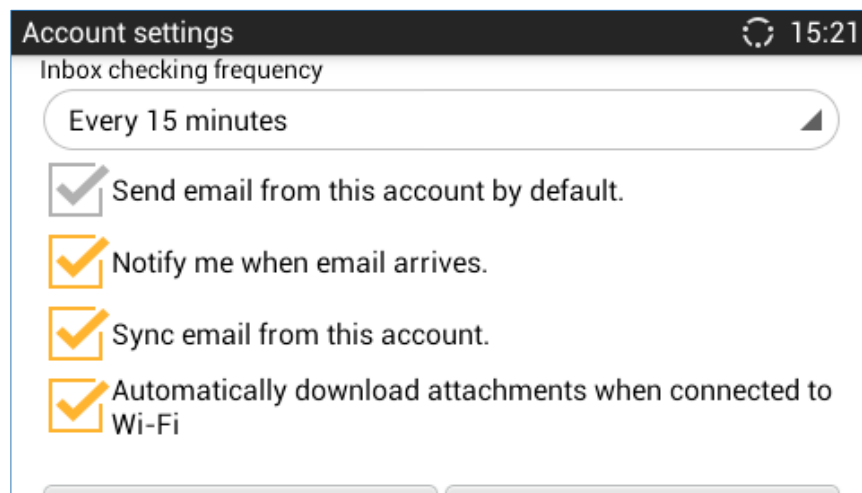 Account settings 15:21
Inbox checking frequency
Every 15 minutes
Send email from this account by default.
Notify me when email arrives.
Sync email from this account.
Automatically download attachments when connected to
Wi-Fi